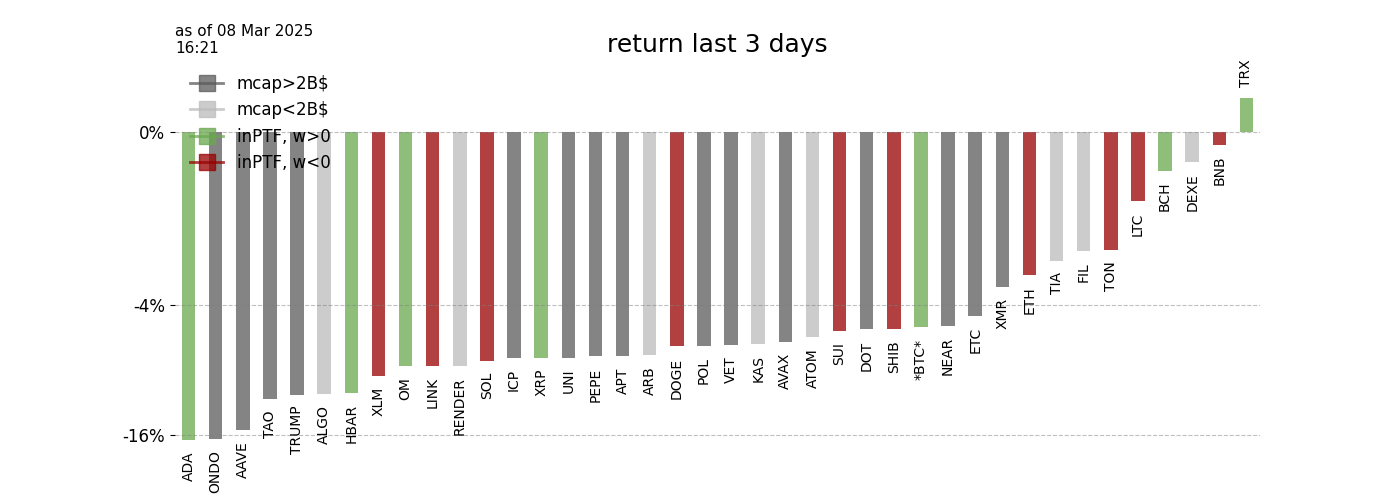 as of 08 Mar 2025
16:21
return last 3 days
mcap>2B$
mcap<2B$
inPTF, w>0
inPTF, w<0
0%
-4%
-16%
ADA
ONDO
AAVE
TAO
TRUMP
ALGO
HBAR
XLM
OM
LINK
RENDER
SOL
ICP
XRP
UNI
PEPE
APT
ARB
DOGE
POL
VET
KAS
AVAX
ATOM
SUI
DOT
SHIB
*BTC*
NEAR
ETC
XMR
ETH
TIA
FIL
TON
LTC
BCH
DEXE
BNB
TRX